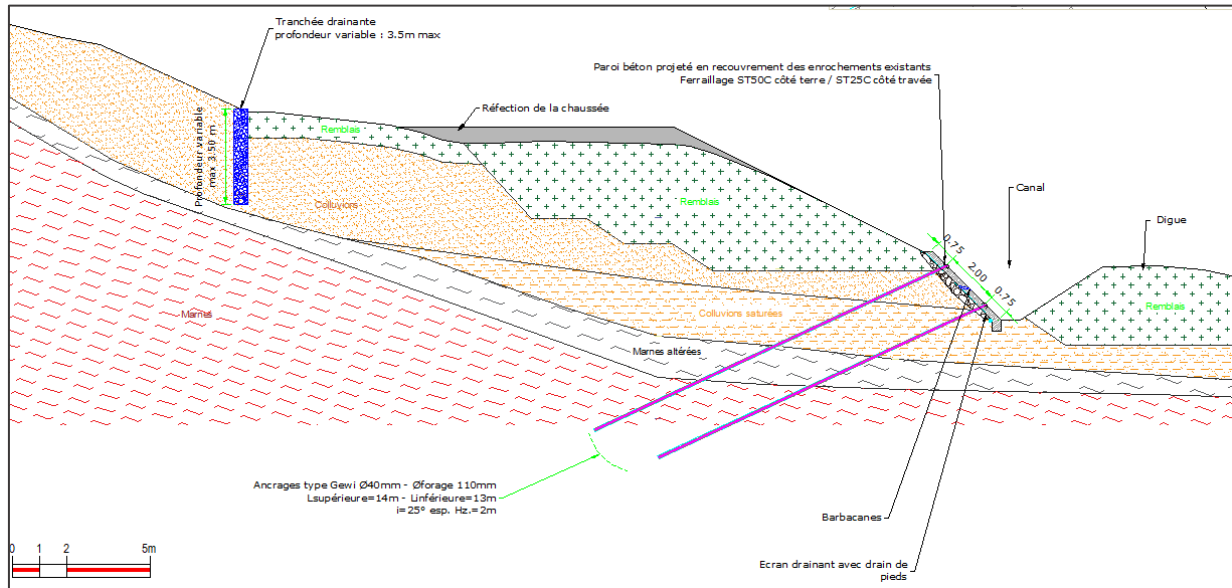 Tranchée drainante
profondeur variable : 3.5m max
Paroi béton projeté en recouvrement des enrochements existants
Ferraillage ST50C côté terre / ST25C côté travée
Réfection de la chaussée
Profondeur variable
max 3.50 m
Remblais
Canal
Digue
Colluvions
Remblais
0.75
2.00
0.75
Remblais
Marnes
Colluvions saturées
Marnes altérées
Ancrages type Gewi Ø40mm - Øforage 110mm
Lsupérieure=14m - Linférieure=13m
i=25° esp. Hz.=2m
Barbacanes
Ecran drainant avec drain de
pieds
0 1 2 5m